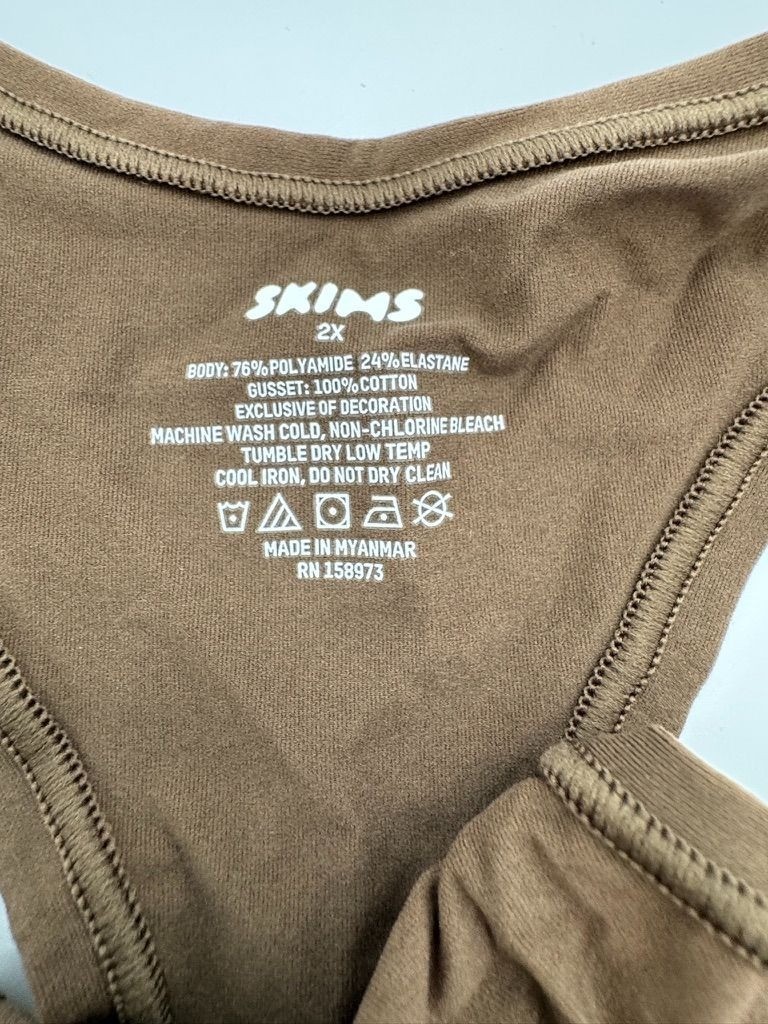 SKIMS
2X
BODY: 76% POLYAMIDE 24% ELASTANE
GUSSET: 100% COTTON
EXCLUSIVE OF DECORATION
MACHINE WASH COLD, NON-CHLORINE BLEACH
TUMBLE DRY LOW TEMP
COOL IRON, DO NOT DRY CLEAN
MADE IN MYANMAR
RN 158973